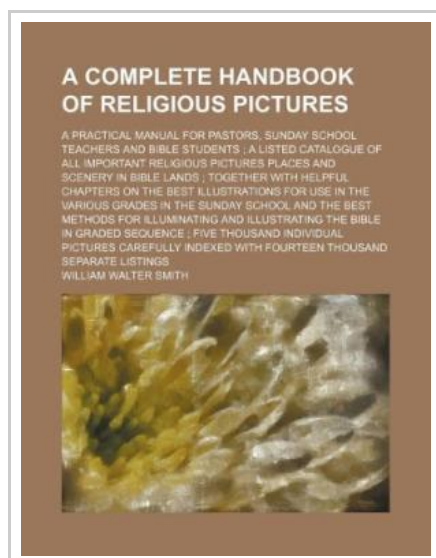 A COMPLETE HANDBOOK
OF RELIGIOUS PICTURES
A PRACTICAL MANUAL FOR PASTORS, SUNDAY SCHOOL
TEACHERS AND BIBLE STUDENTS ; A LISTED CATALOGUE OF
ALL IMPORTANT RELIGIOUS PICTURES PLACES AND
SCENERY IN BIBLE LANDS ; TOGETHER WITH HELPFUL
CHAPTERS ON THE BEST ILLUSTRATIONS FOR USE IN THE
VARIOUS GRADES IN THE SUNDAY SCHOOL AND THE BEST
METHODS FOR ILLUMINATING AND ILLUSTRATING THE BIBLE
IN GRADED SEQUENCE ; FIVE THOUSAND INDIVIDUAL
PICTURES CAREFULLY INDEXED WITH FOURTEEN THOUSAND
SEPARATE LISTINGS
WILLIAM WALTER SMITH